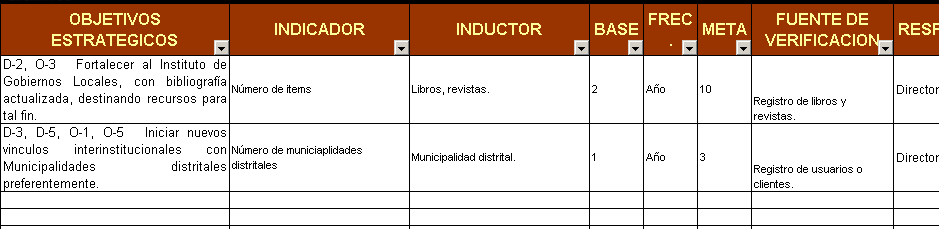 OBJETIVOS
ESTRATEGICOS
INDICADOR
INDUCTOR
BASE
FREC
.
META
FUENTE DE
VERIFICACION
RESP
D-2, O-3 Fortalecer al Instituto de
Gobiernos Locales, con bibliografía
actualizada, destinando recursos para
tal fin.
Número de items
Libros, revistas.
2
Año
10
Registro de libros y
revistas.
Director
D-3, D-5, O-1, O-5 Iniciar nuevos
vinculos interinstitucionales con
Municipalidades distritales
preferentemente.
Número de municiaplidades
distritales
Municipalidad distrital.
1
Año
3
Registro de usuarios o
clientes.
Director